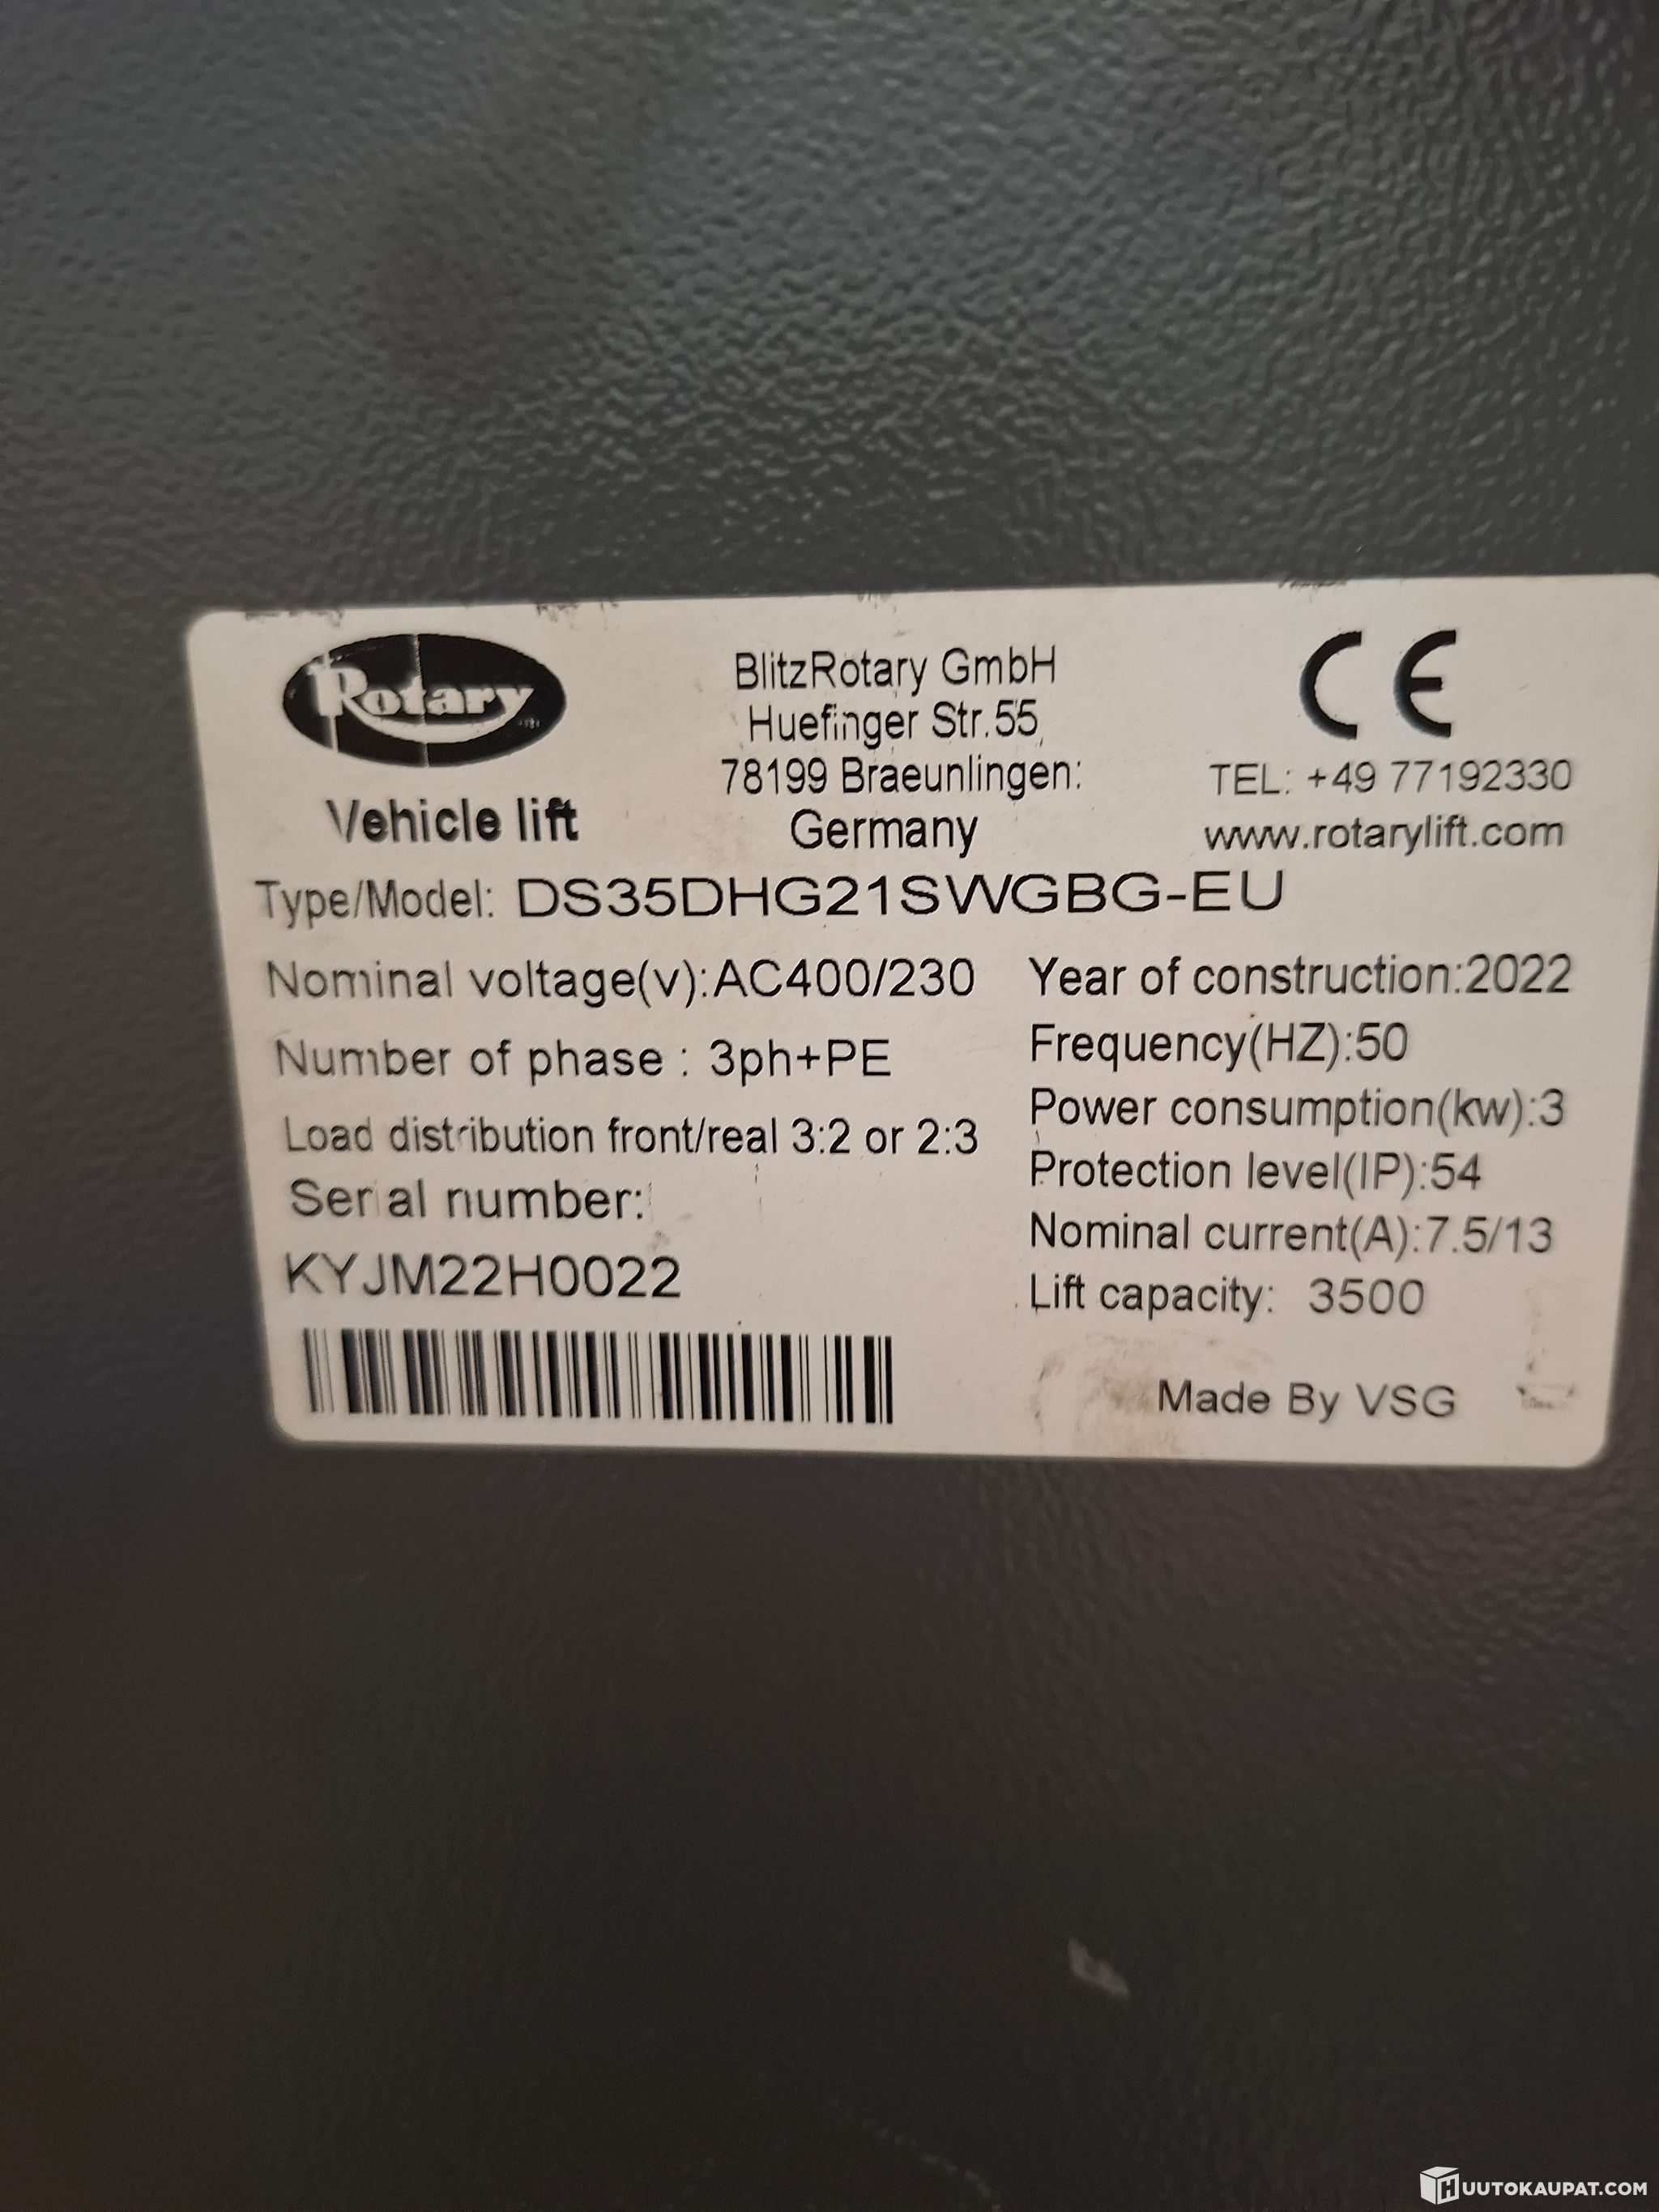 Rotary
Vehicle lift
BlitzRotary GmbH
Huefinger Str.55,
78199 Braeunlingen:
Germany
CE
TEL: +49 77192330
www.rotarylift.com
Type/Model: DS35DHG21SWGBG-EU
Nominal voltage(v):AC400/230
Number of phase : 3ph+PE
Load distribution front/real 3:2 or 2:3
Serial number:
KYJM22H0022
Year of construction:2022
Frequency(HZ):50
Power consumption(kw):3
Protection level(IP):54
Nominal current(A):7.5/13
Lift capacity: 3500
Made By VSG
HUUTOKAUPAT.COM